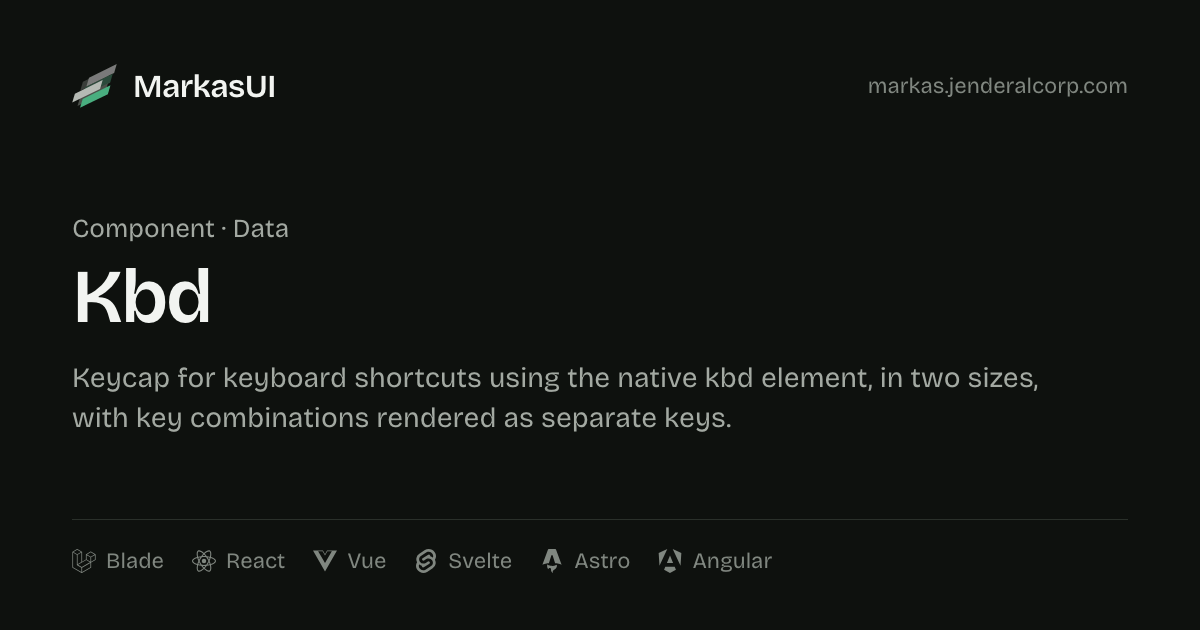 MarkasUI
markas.jenderalcorp.com
Component · Data
Kbd
Keycap for keyboard shortcuts using the native kbd element, in two sizes,
with key combinations rendered as separate keys.
Blade React Vue Svelte Astro Angular